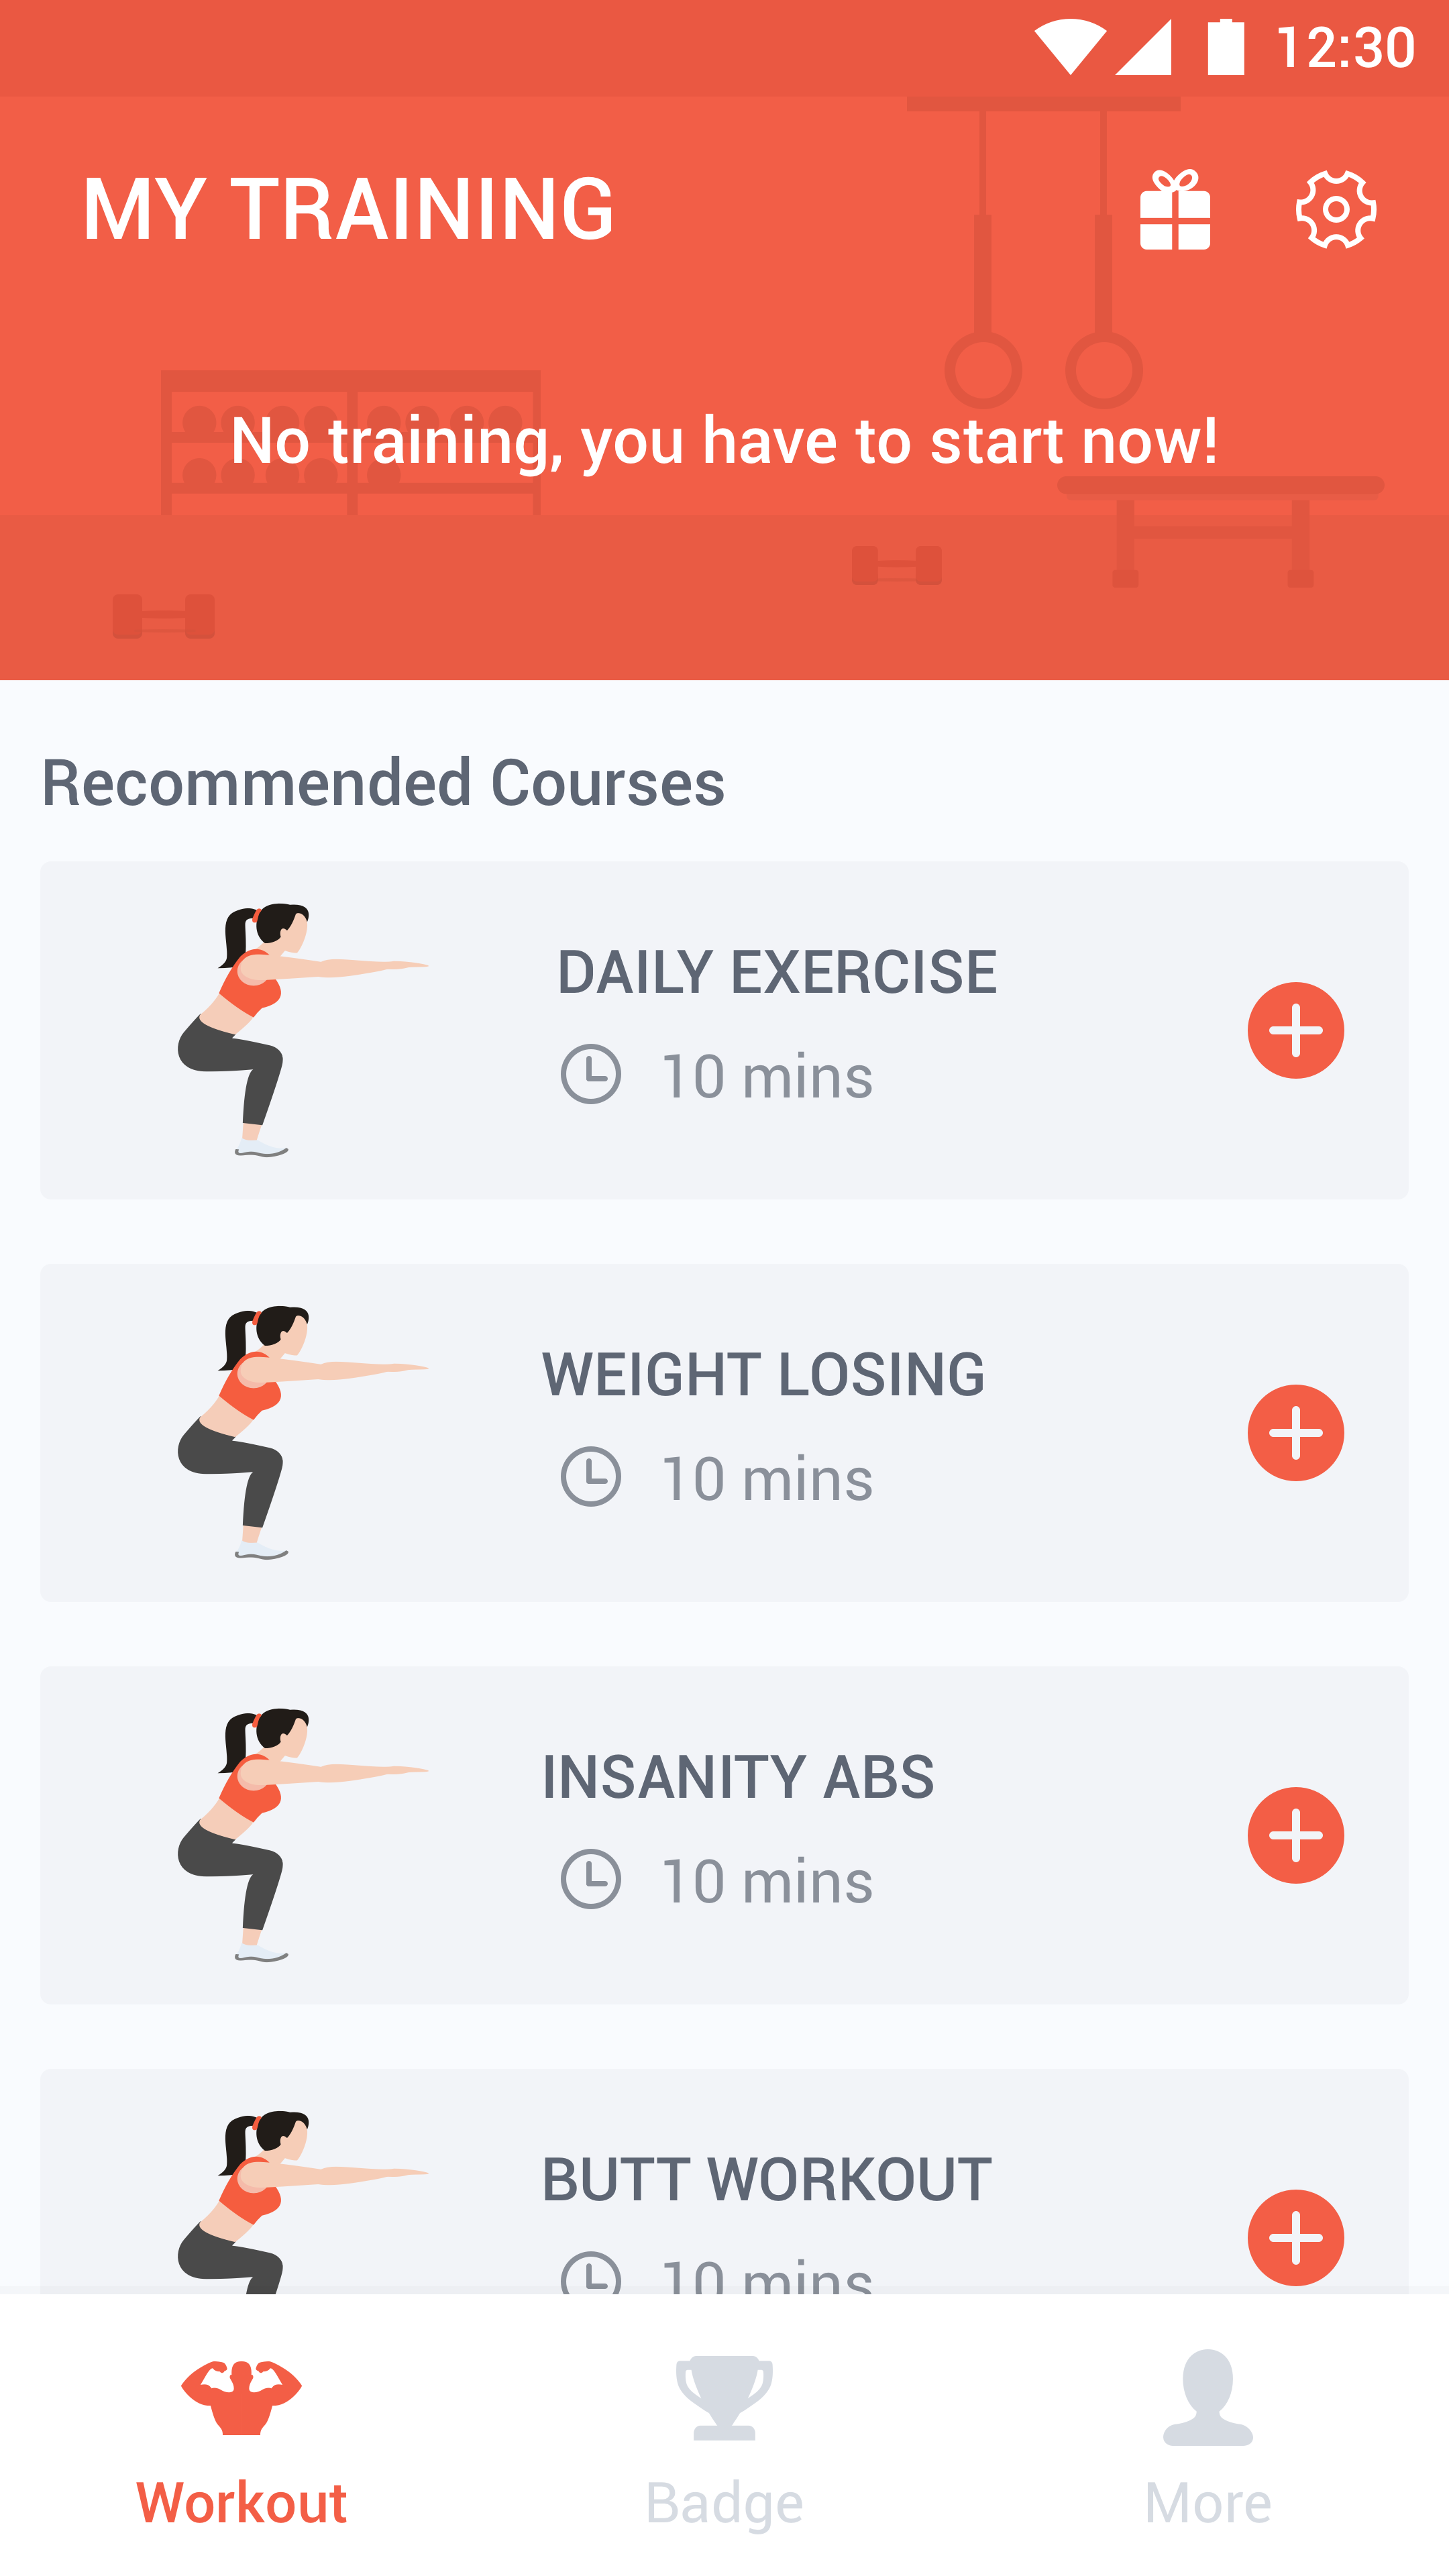 12:30
MY TRAINING
No training, you have to start now!
Recommended Courses
DAILY EXERCISE
10 mins
WEIGHT LOSING
10 mins
INSANITY ABS
10 mins
BUTT WORKOUT
10 mins
Workout
Badge
More